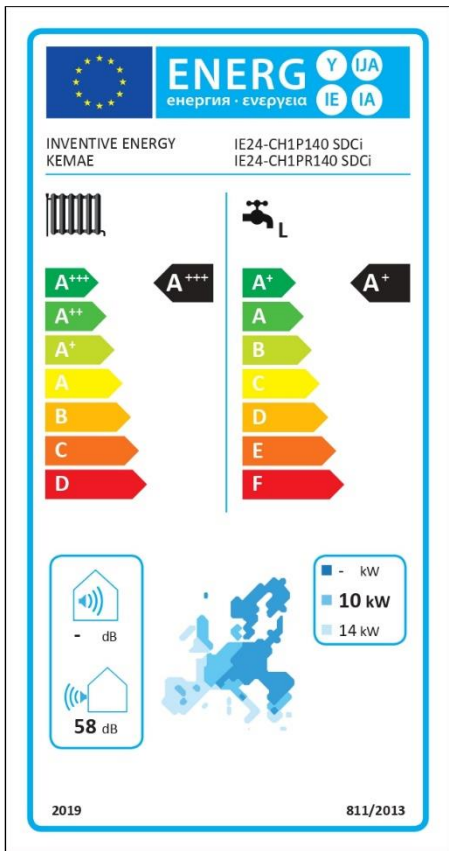 ENERG Y IJA
енергия · ενεργεια IE IA
INVENTIVE ENERGY IE24-CH1P140 SDCi
KEMAE IE24-CH1PR140 SDCi
L
A+++ A+++ A+ A+
A++ A
A+ B
A C
B D
C E
D F
- kW
- dB 10 kW
14 kW
58 dB
2019 811/2013